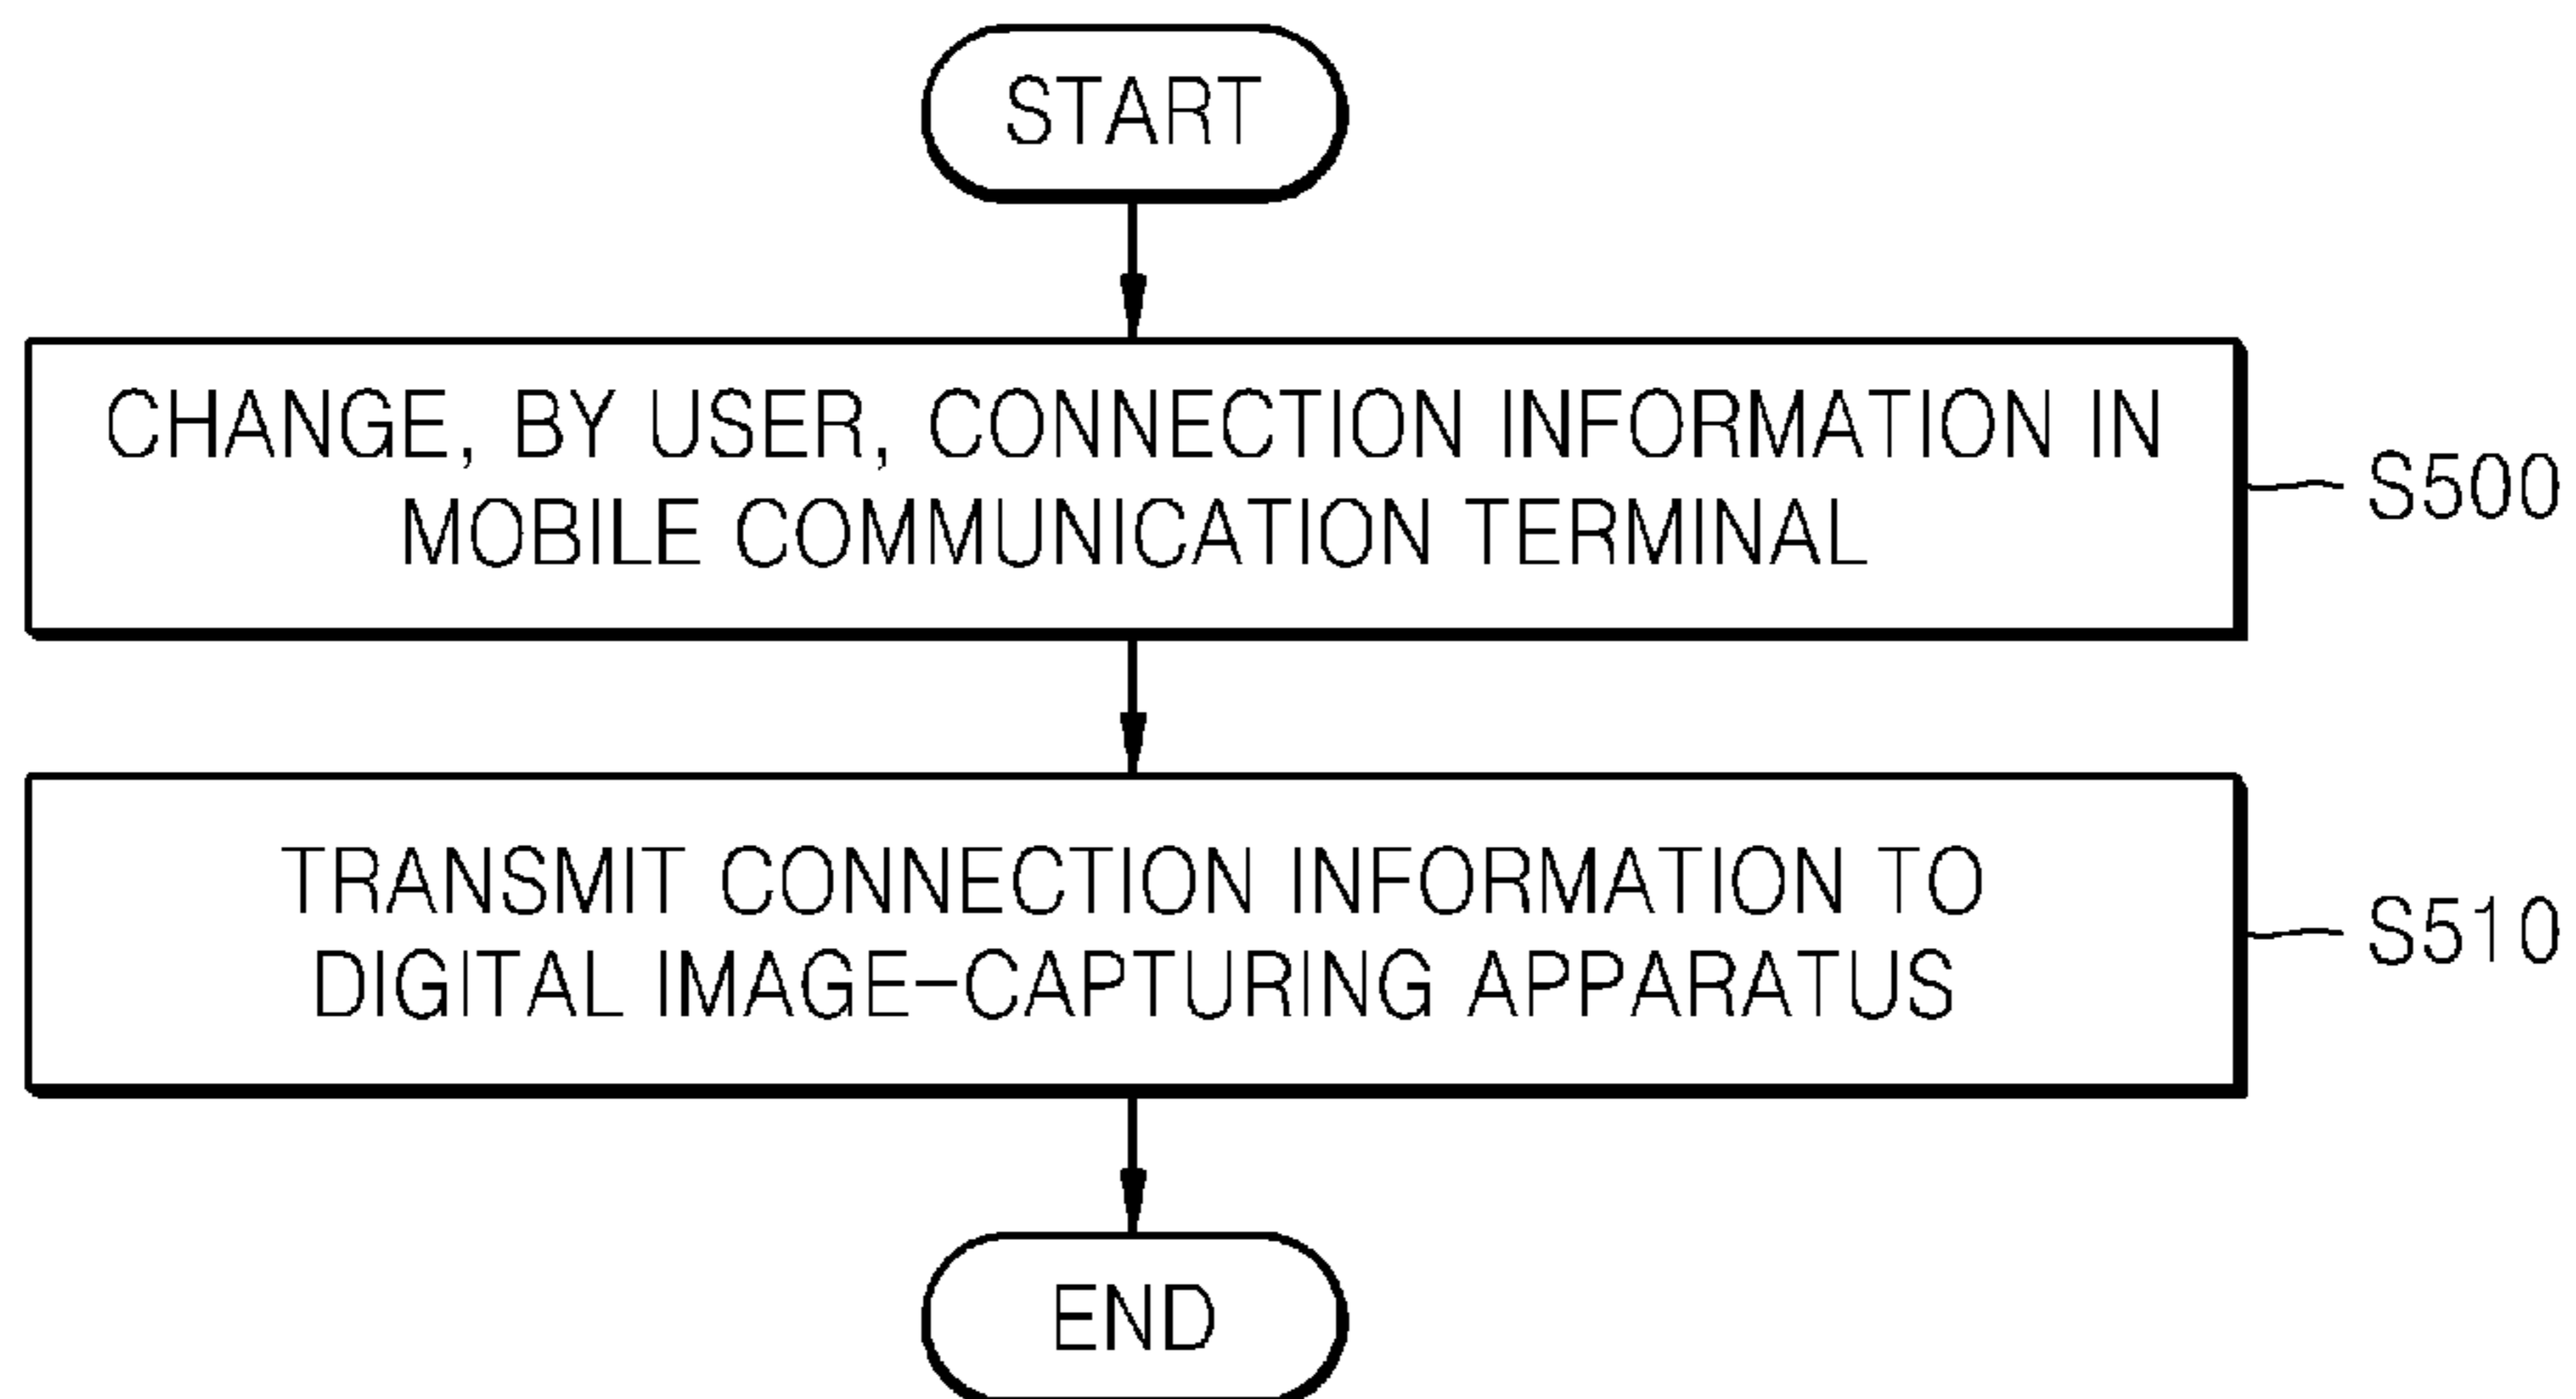 START
CHANGE, BY USER, CONNECTION INFORMATION IN
MOBILE COMMUNICATION TERMINAL
S500
TRANSMIT CONNECTION INFORMATION TO
DIGITAL IMAGE-CAPTURING APPARATUS
S510
END